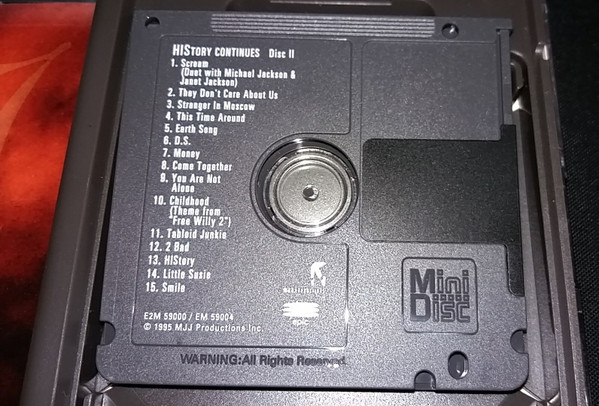 HIStory CONTINUES Disc II
1. Scream
(Duet with Michael Jackson &
Janet Jackson)
2. They Don't Care About Us
3. Stranger In Moscow
4. This Time Around
5. Earth Song
6. D.S.
7. Money
8. Come Together
9. You Are Not
Alone
10. Childhood
(Theme from
"Free Willy 2")
11. Tabloid Junkie
12. 2 Bad
13. HIStory
14. Little Susie
15. Smile
epic
E2M 59000 / EM 59004
© 1995 MJJ Productions Inc.
Mini
Disc
WARNING:All Rights Reserved.